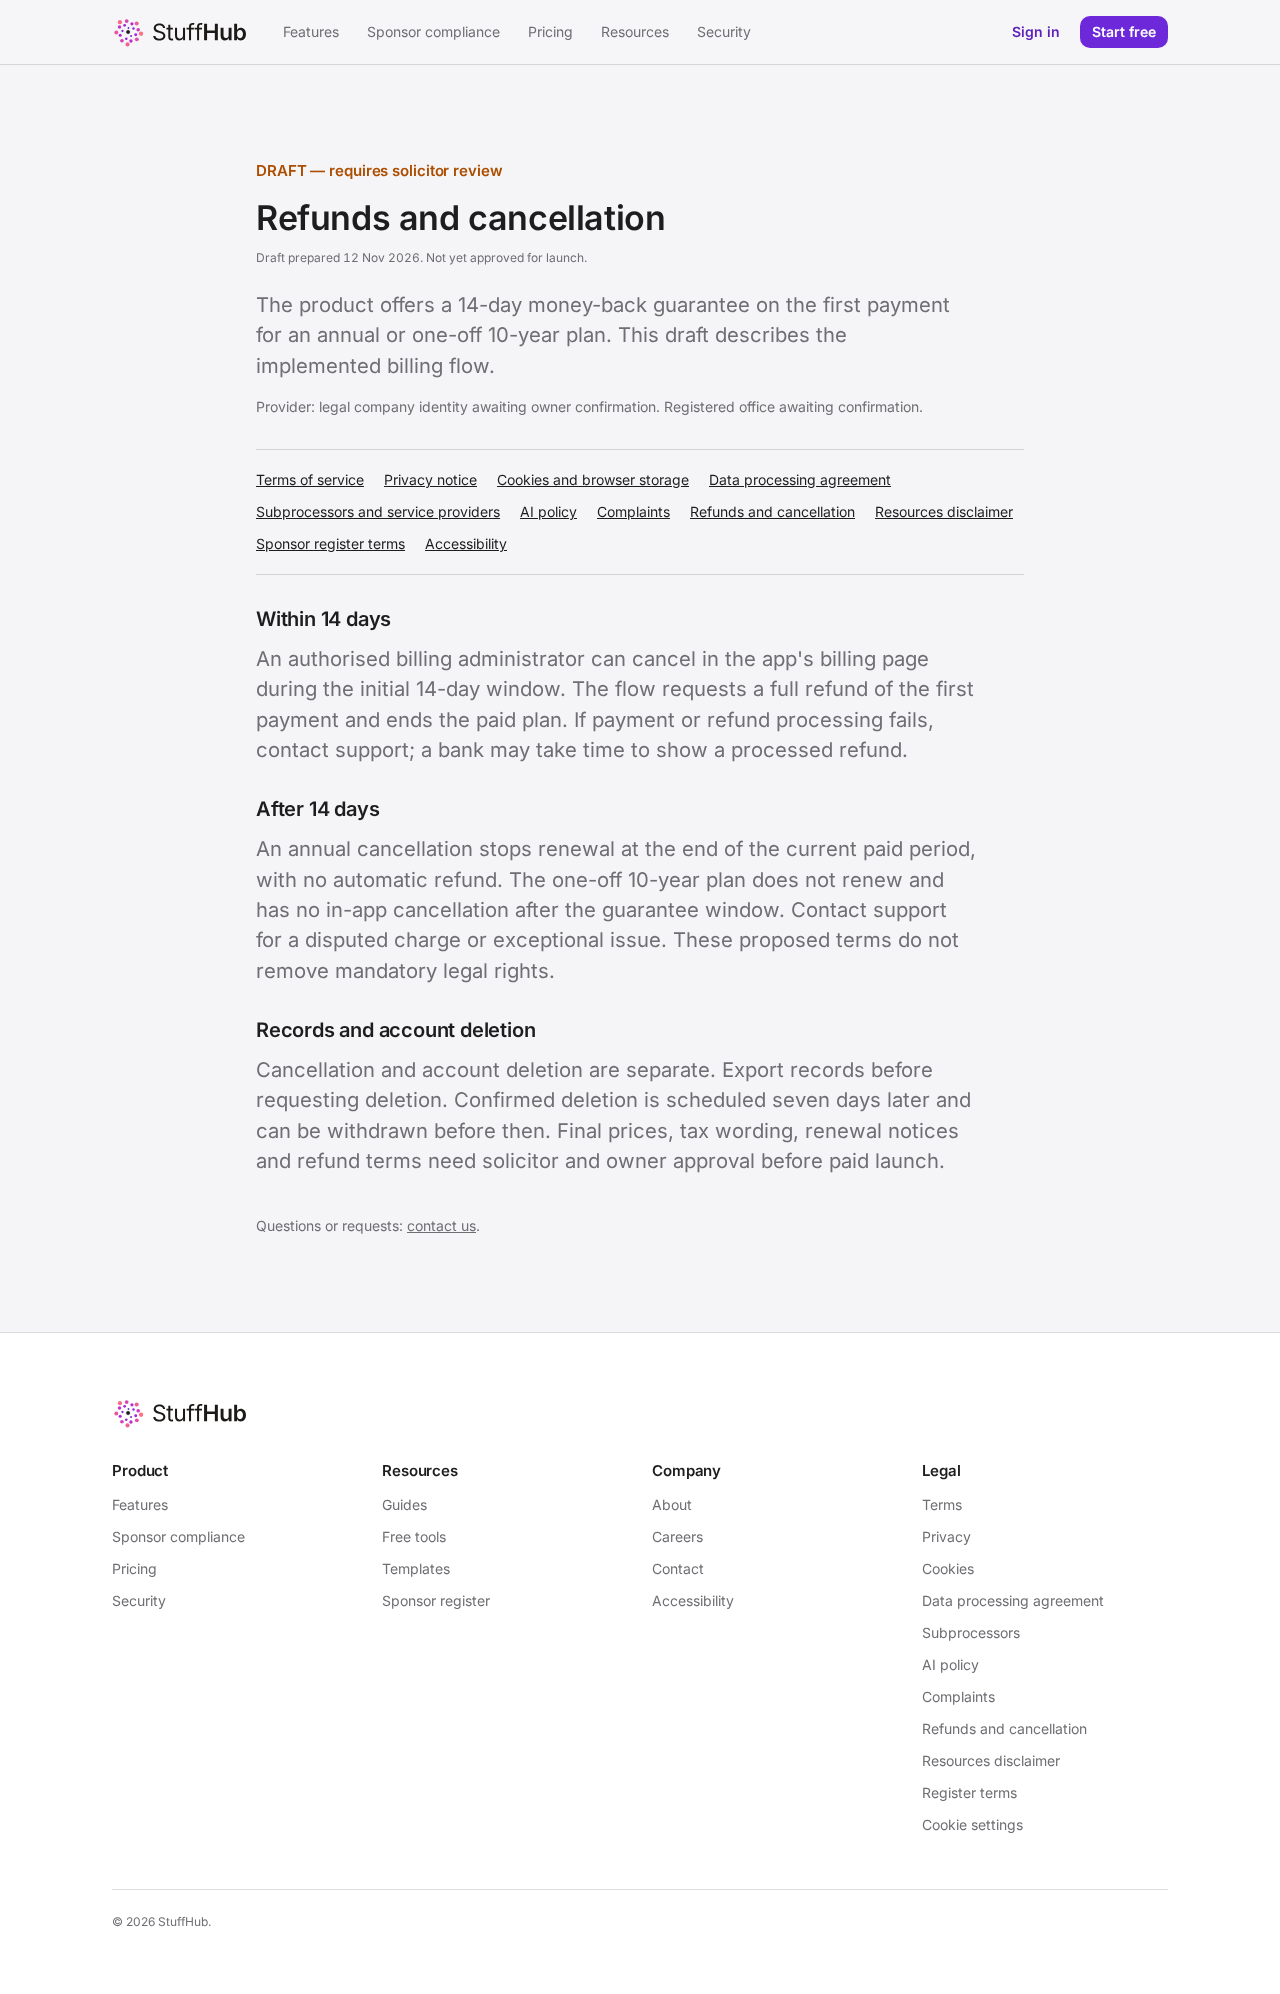 StuffHub
Features
Sponsor compliance
Pricing
Resources
Security
Sign in
Start free
DRAFT — requires solicitor review
Refunds and cancellation
Draft prepared 12 Nov 2026. Not yet approved for launch.
The product offers a 14-day money-back guarantee on the first payment
for an annual or one-off 10-year plan. This draft describes the
implemented billing flow.
Provider: legal company identity awaiting owner confirmation. Registered office awaiting confirmation.
Terms of service Privacy notice Cookies and browser storage Data processing agreement
Subprocessors and service providers AI policy Complaints Refunds and cancellation Resources disclaimer
Sponsor register terms Accessibility
Within 14 days
An authorised billing administrator can cancel in the app's billing page
during the initial 14-day window. The flow requests a full refund of the first
payment and ends the paid plan. If payment or refund processing fails,
contact support; a bank may take time to show a processed refund.
After 14 days
An annual cancellation stops renewal at the end of the current paid period,
with no automatic refund. The one-off 10-year plan does not renew and
has no in-app cancellation after the guarantee window. Contact support
for a disputed charge or exceptional issue. These proposed terms do not
remove mandatory legal rights.
Records and account deletion
Cancellation and account deletion are separate. Export records before
requesting deletion. Confirmed deletion is scheduled seven days later and
can be withdrawn before then. Final prices, tax wording, renewal notices
and refund terms need solicitor and owner approval before paid launch.
Questions or requests: contact us.
StuffHub
Product
Features
Sponsor compliance
Pricing
Security
Resources
Guides
Free tools
Templates
Sponsor register
Company
About
Careers
Contact
Accessibility
Legal
Terms
Privacy
Cookies
Data processing agreement
Subprocessors
AI policy
Complaints
Refunds and cancellation
Resources disclaimer
Register terms
Cookie settings
© 2026 StuffHub.